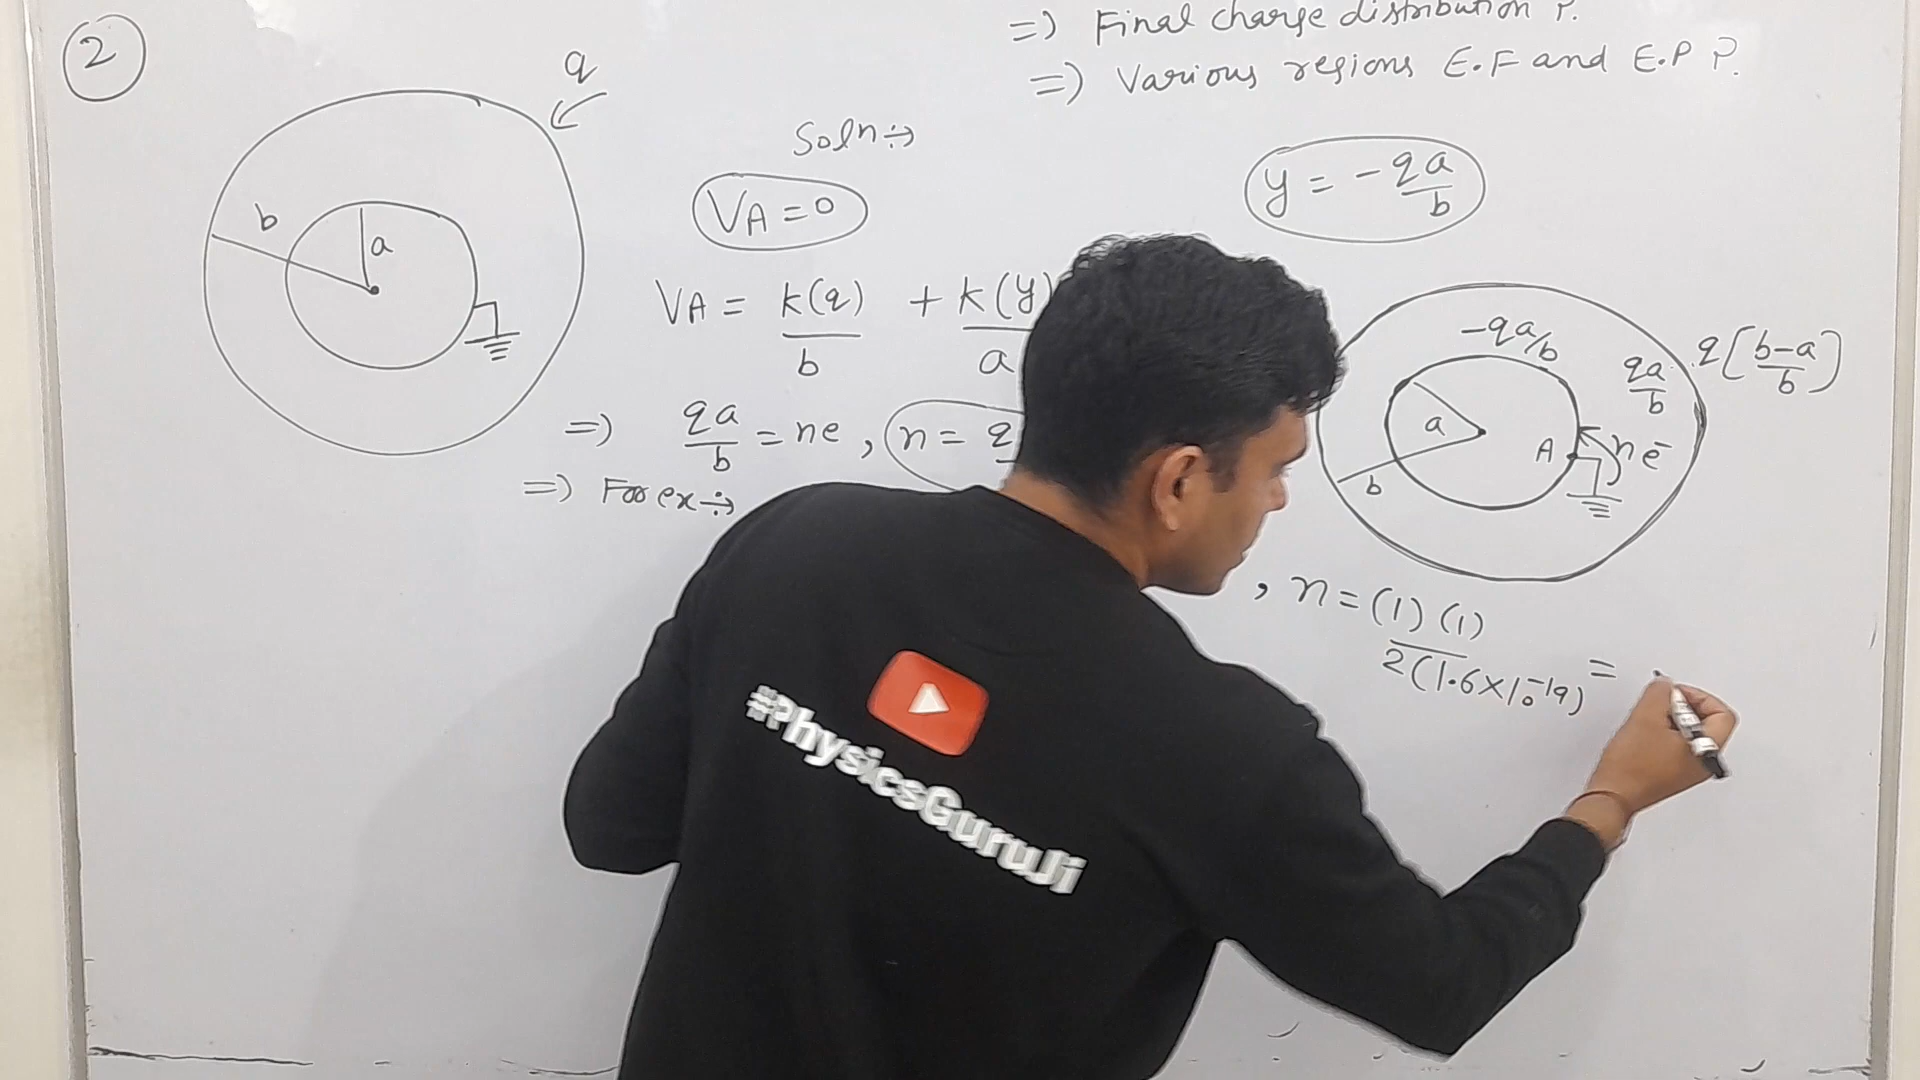 2
=) Final charge distribution ?.
=) Various regions E.F and E.P ?.
q
b
a
Soln÷
VA = 0
VA = k(q)/b + k(y)/a
=) qa/b = ne, n = q
=) For ex÷
y = -qa/b
-qa/b
qa/b
q[b-a/b]
a
A
ne⁻
b
, n = (1)(1)/2(1.6×10⁻¹⁹) =
#PhysicsGuruJi